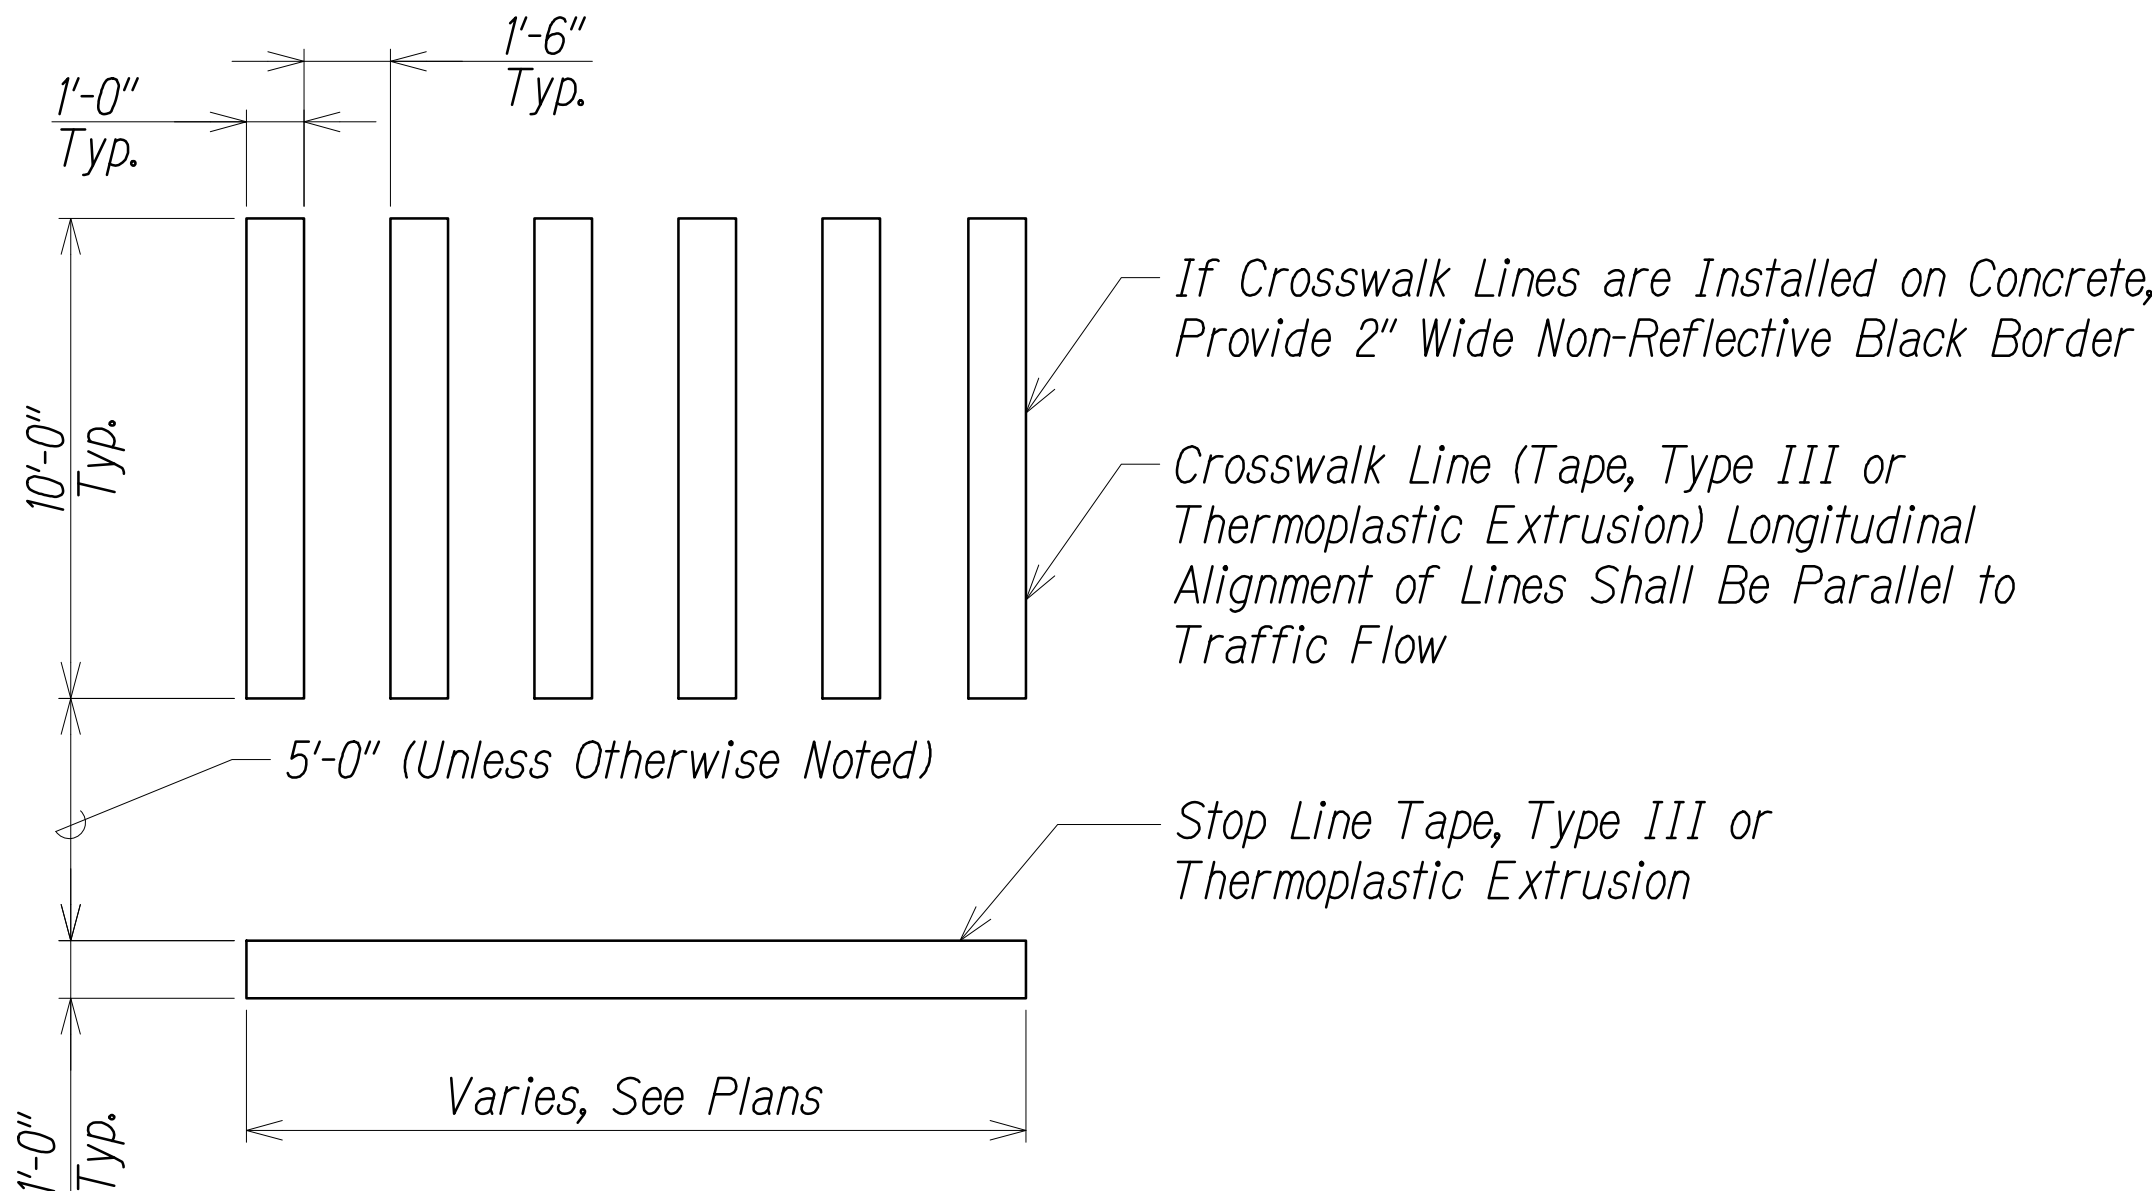 1'-6"
Typ.
1'-0"
Typ.
If Crosswalk Lines are Installed on Concrete,
Provide 2" Wide Non-Reflective Black Border
10'-0"
Typ.
Crosswalk Line (Tape, Type III or
Thermoplastic Extrusion) Longitudinal
Alignment of Lines Shall Be Parallel to
Traffic Flow
5'-0" (Unless Otherwise Noted)
Stop Line Tape, Type III or
Thermoplastic Extrusion
Varies, See Plans
1'-0"
Typ.